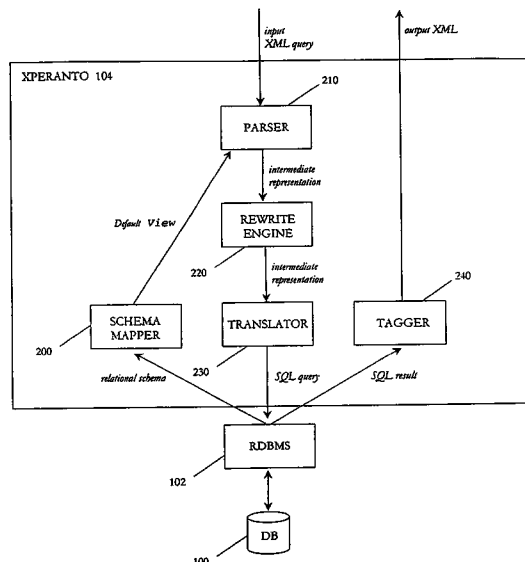 input
XML query
output XML
XPERANTO 104
210
PARSER
intermediate
representation
Default View
REWRITE
ENGINE
220
intermediate
representation
240
SCHEMA
MAPPER
200
TRANSLATOR
230
TAGGER
relational schema
SQL query
SQL result
RDBMS
102
DB
100